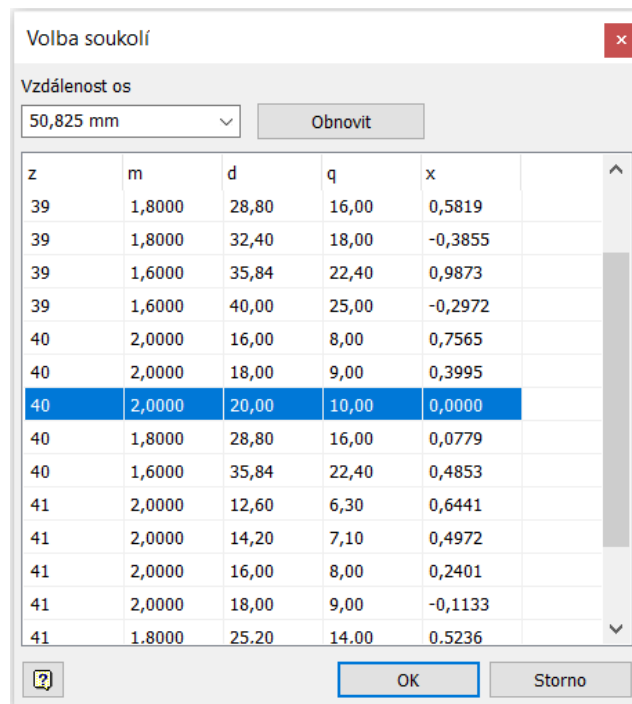 Volba soukolí
Vzdálenost os
50,825 mm Obnovit
z m d q x
39 1,8000 28,80 16,00 0,5819
39 1,8000 32,40 18,00 -0,3855
39 1,6000 35,84 22,40 0,9873
39 1,6000 40,00 25,00 -0,2972
40 2,0000 16,00 8,00 0,7565
40 2,0000 18,00 9,00 0,3995
40 2,0000 20,00 10,00 0,0000
40 1,8000 28,80 16,00 0,0779
40 1,6000 35,84 22,40 0,4853
41 2,0000 12,60 6,30 0,6441
41 2,0000 14,20 7,10 0,4972
41 2,0000 16,00 8,00 0,2401
41 2,0000 18,00 9,00 -0,1133
41 1,8000 25,20 14,00 0,5236
OK Storno